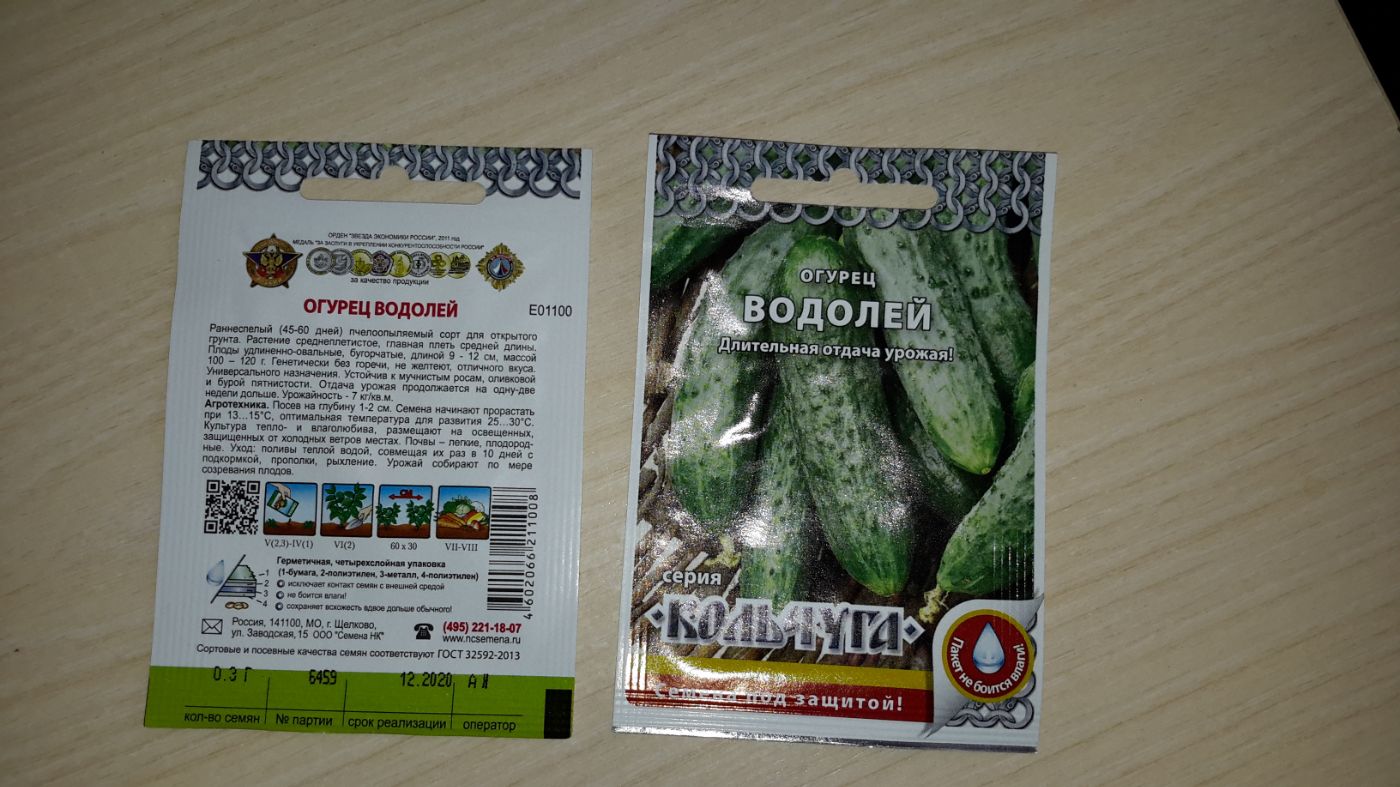 ОРДЕН "ЗВЕЗДА ЭКОНОМИКИ РОССИИ", 2011 год
МЕДАЛЬ "ЗА ЗАСЛУГИ В УКРЕПЛЕНИИ КОНКУРЕНТОСПОСОБНОСТИ РОССИИ"
за качество продукции
ОГУРЕЦ ВОДОЛЕЙ
Е01100
Раннеспелый (45-60 дней) пчелоопыляемый сорт для открытого
грунта. Растение среднеплетистое, главная плеть средней длины.
Плоды удлиненно-овальные, бугорчатые, длиной 9 - 12 см, массой
100 – 120 г. Генетически без горечи, не желтеют, отличного вкуса.
Универсального назначения. Устойчив к мучнистым росам, оливковой
и бурой пятнистости. Отдача урожая продолжается на одну-две
недели дольше. Урожайность - 7 кг/кв.м.
Агротехника. Посев на глубину 1-2 см. Семена начинают прорастать
при 13...15°С, оптимальная температура для развития 25...30°С.
Культура тепло- и влаголюбива, размещают на освещенных,
защищенных от холодных ветров местах. Почвы – легкие, плодород-
ные. Уход: поливы теплой водой, совмещая их раз в 10 дней с
подкормкой, прополки, рыхление. Урожай собирают по мере
созревания плодов.
см
V(2,3)-IV(1)
VI(2)
60 x 30
VII-VIII
4 602066 211008
Герметичная, четырехслойная упаковка
(1-бумага, 2-полиэтилен, 3-металл, 4-полиэтилен)
1
2
3
4
исключает контакт семян с внешней средой
не боится влаги!
сохраняет всхожесть вдвое дольше обычного!
Россия, 141100, МО, г. Щелково,
ул. Заводская,15 ООО "Семена НК"
(495) 221-18-07
www.ncsemena.ru
Сортовые и посевные качества семян соответствуют ГОСТ 32592-2013
0.3 Г
6459
12.2020
кол-во семян
№ партии
срок реализации
оператор
ОГУРЕЦ
ВОДОЛЕЙ
Длительная отдача урожая!
серия
КОЛЬЧУГА
Семена под защитой!
Пакет не боится влаги!